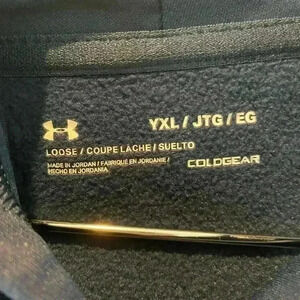 YXL / JTG / EG
LOOSE / COUPE LACHE / SUELTO
MADE IN JORDAN / FABRIQUÉ EN JORDANIE /
HECHO EN JORDANIA
COLDGEAR